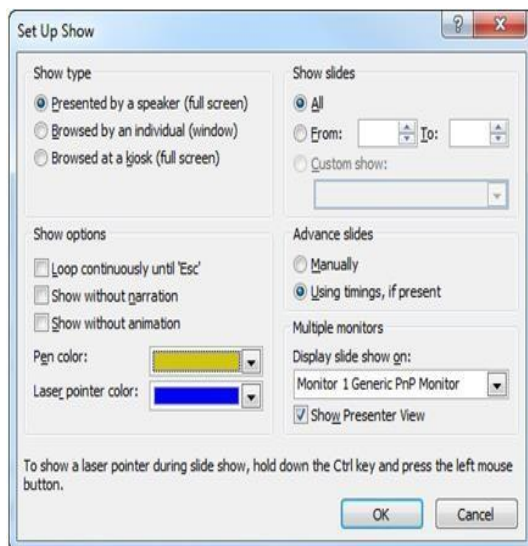 Set Up Show
Show type
Presented by a speaker (full screen)
Browsed by an individual (window)
Browsed at a kiosk (full screen)
Show slides
All
From: To:
Custom show:
Show options
Loop continuously until 'Esc'
Show without narration
Show without animation
Pen color:
Laser pointer color:
Advance slides
Manually
Using timings, if present
Multiple monitors
Display slide show on:
Monitor 1 Generic PnP Monitor
Show Presenter View
To show a laser pointer during slide show, hold down the Ctrl key and press the left mouse
button.
OK Cancel